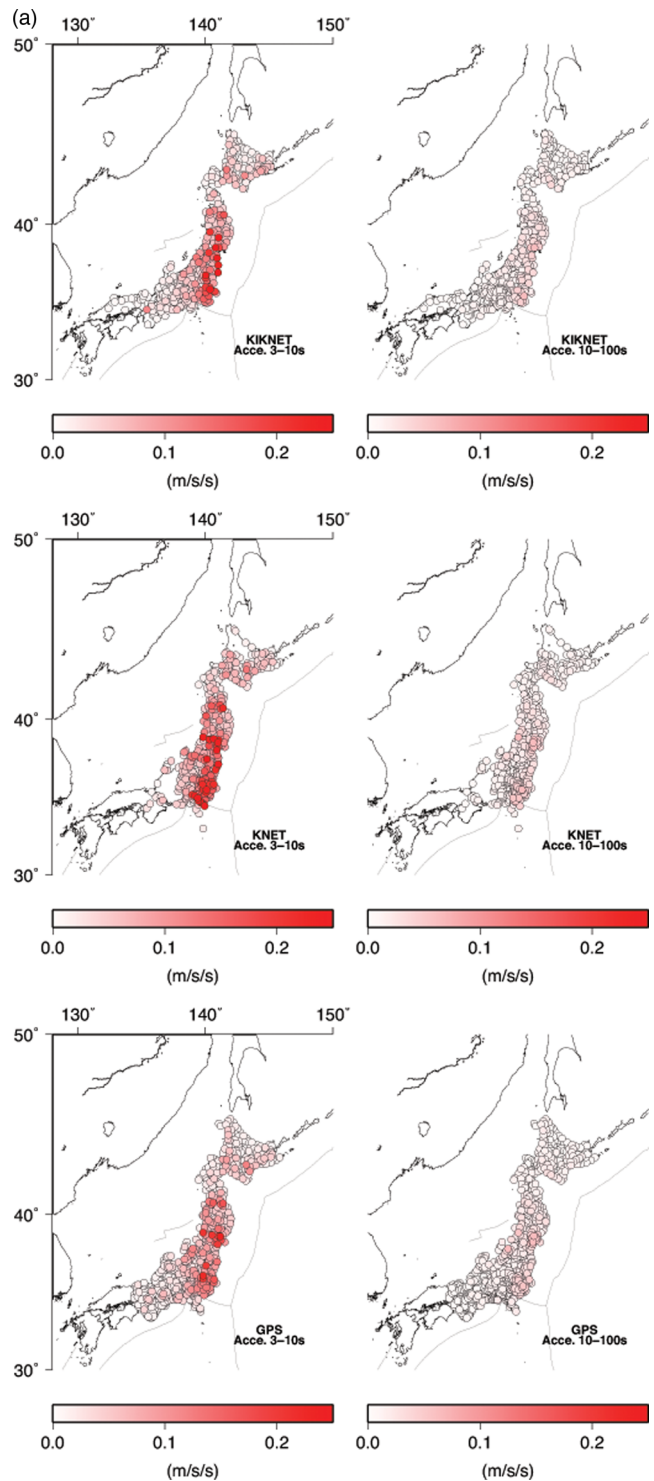 (a)
130° 140° 150°
50°
40°
30°
KIKNET
Acce. 3–10s
KIKNET
Acce. 10–100s
0.0 0.1 0.2
(m/s/s)
0.0 0.1 0.2
(m/s/s)
130° 140° 150°
50°
40°
30°
KNET
Acce. 3–10s
KNET
Acce. 10–100s
0.0 0.1 0.2
(m/s/s)
0.0 0.1 0.2
(m/s/s)
130° 140° 150°
50°
40°
30°
GPS
Acce. 3–10s
GPS
Acce. 10–100s
0.0 0.1 0.2
(m/s/s)
0.0 0.1 0.2
(m/s/s)